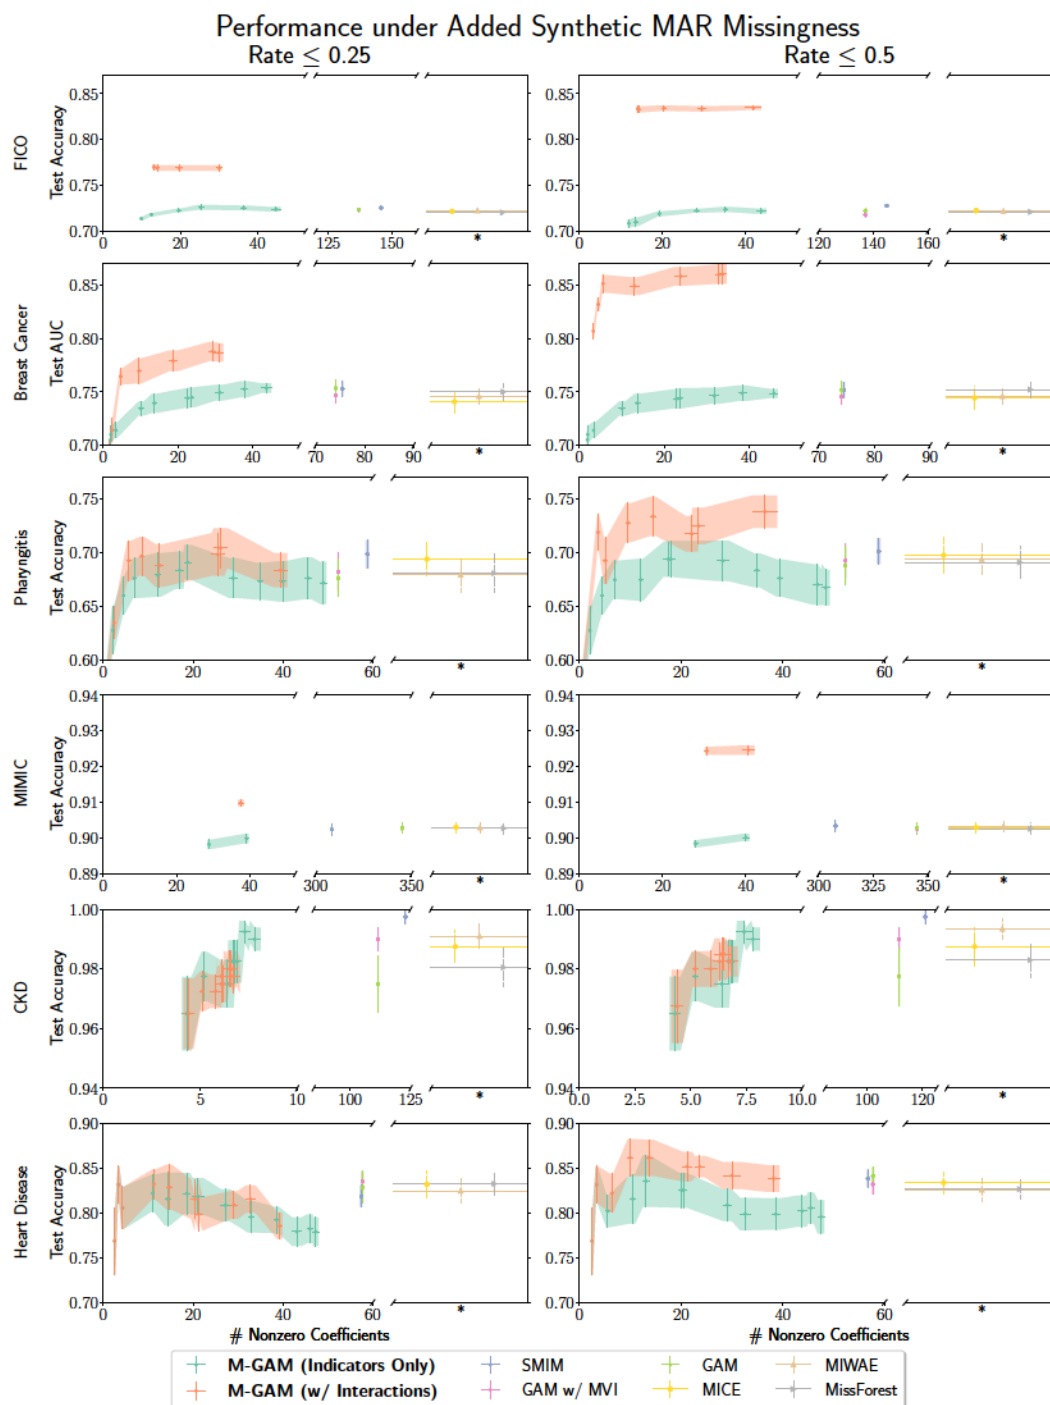 Performance under Added Synthetic MAR Missingness
Rate ≤ 0.25 Rate ≤ 0.5
FICO
Test Accuracy
0.85
0.80
0.75
0.70
0 20 40 125 150 *
0.85
0.80
0.75
0.70
0 20 40 120 140 160 *
Breast Cancer
Test AUC
0.85
0.80
0.75
0.70
0 20 40 70 80 90 *
0.85
0.80
0.75
0.70
0 20 40 70 80 90 *
Pharyngitis
Test Accuracy
0.75
0.70
0.65
0.60
0 20 40 60 *
0.75
0.70
0.65
0.60
0 20 40 60 *
MIMIC
Test Accuracy
0.94
0.93
0.92
0.91
0.90
0.89
0 20 40 300 350 *
0.94
0.93
0.92
0.91
0.90
0.89
0 20 40 300 325 350 *
CKD
Test Accuracy
1.00
0.98
0.96
0.94
0 5 10 100 125 *
1.00
0.98
0.96
0.94
0.0 2.5 5.0 7.5 10.0 100 120 *
Heart Disease
Test Accuracy
0.90
0.85
0.80
0.75
0.70
0 20 40 60 *
0.90
0.85
0.80
0.75
0.70
0 20 40 60 *
# Nonzero Coefficients # Nonzero Coefficients
M-GAM (Indicators Only) SMIM GAM MIWAE
M-GAM (w/ Interactions) GAM w/ MVI MICE MissForest